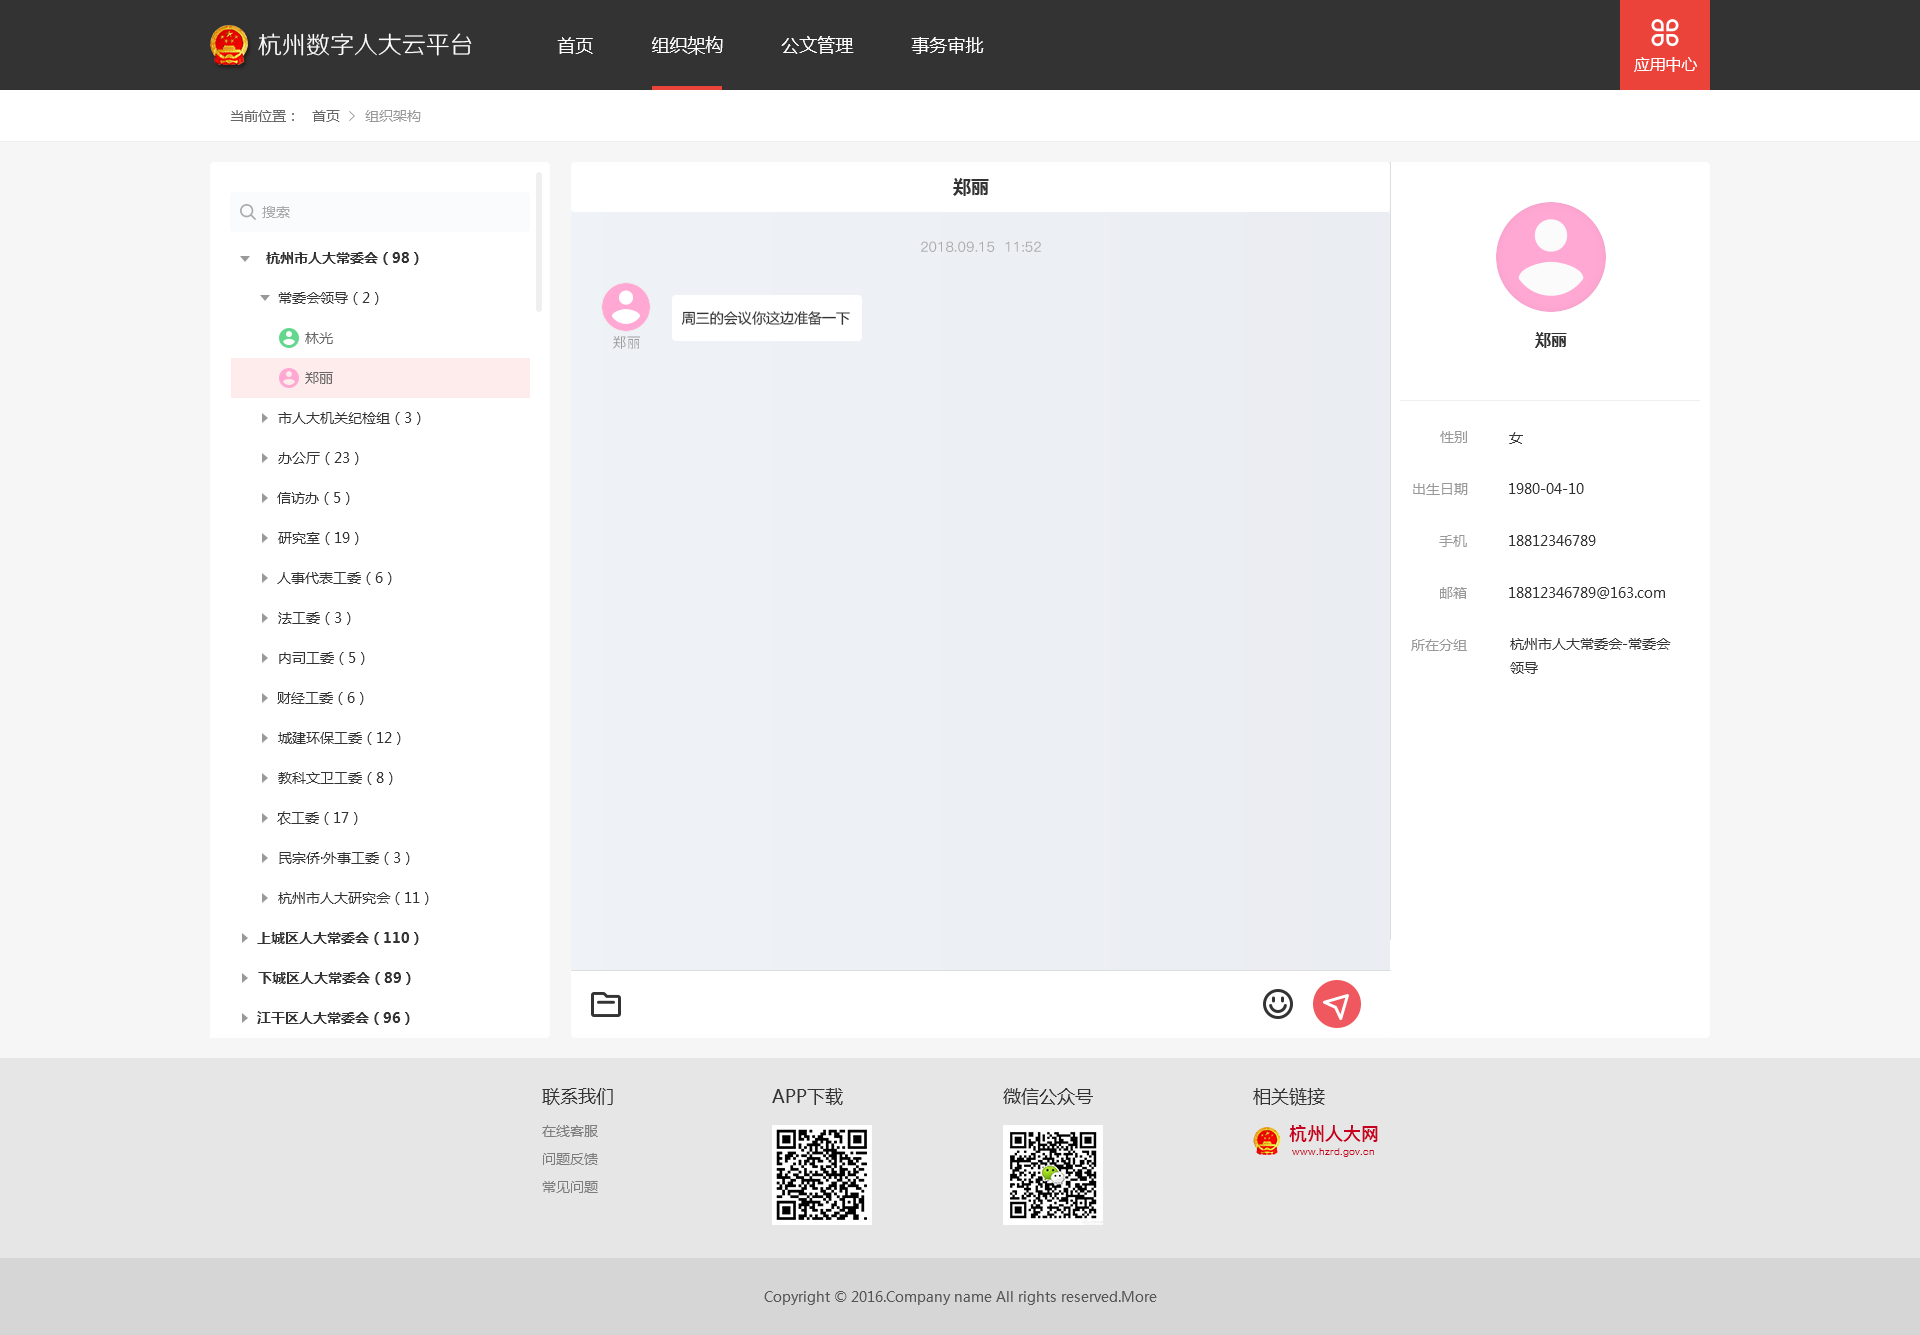 杭州数字人大云平台
首页
组织架构
公文管理
事务审批
应用中心
当前位置： 首页 > 组织架构
搜索
杭州市人大常委会（98）
常委会领导（2）
林光
郑丽
市人大机关纪检组（3）
办公厅（23）
信访办（5）
研究室（19）
人事代表工委（6）
法工委（3）
内司工委（5）
财经工委（6）
城建环保工委（12）
教科文卫工委（8）
农工委（17）
民宗侨·外事工委（3）
杭州市人大研究会（11）
上城区人大常委会（110）
下城区人大常委会（89）
江干区人大常委会（96）
郑丽
2018.09.15 11:52
周三的会议你这边准备一下
郑丽
郑丽
性别 女
出生日期 1980-04-10
手机 18812346789
邮箱 18812346789@163.com
所在分组 杭州市人大常委会-常委会
领导
联系我们
在线客服
问题反馈
常见问题
APP下载
微信公众号
相关链接
杭州人大网
www.hzrd.gov.cn
Copyright © 2016.Company name All rights reserved.More